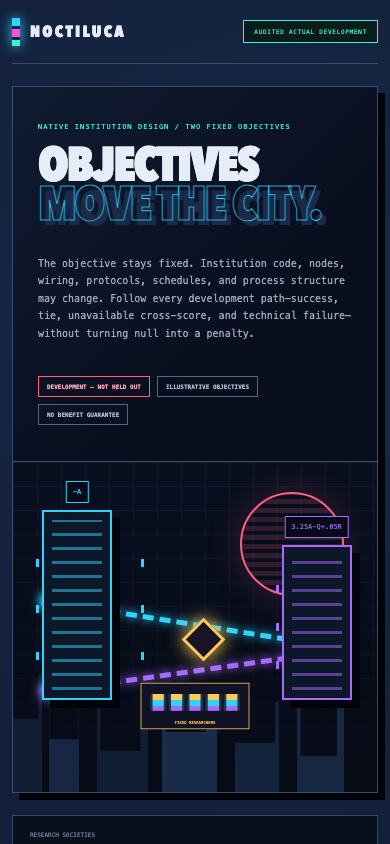 NOCTILUCA
AUDITED ACTUAL DEVELOPMENT
NATIVE INSTITUTION DESIGN / TWO FIXED OBJECTIVES
OBJECTIVES
MOVE THE CITY.
The objective stays fixed. Institution code, nodes,
wiring, protocols, schedules, and process structure
may change. Follow every development path—success,
tie, unavailable cross-score, and technical failure—
without turning null into a penalty.
DEVELOPMENT — NOT HELD OUT
ILLUSTRATIVE OBJECTIVES
NO BENEFIT GUARANTEE
−A
3.25A−Q+.05R
FIXED RESEARCHERS
RESEARCH SOCIETIES